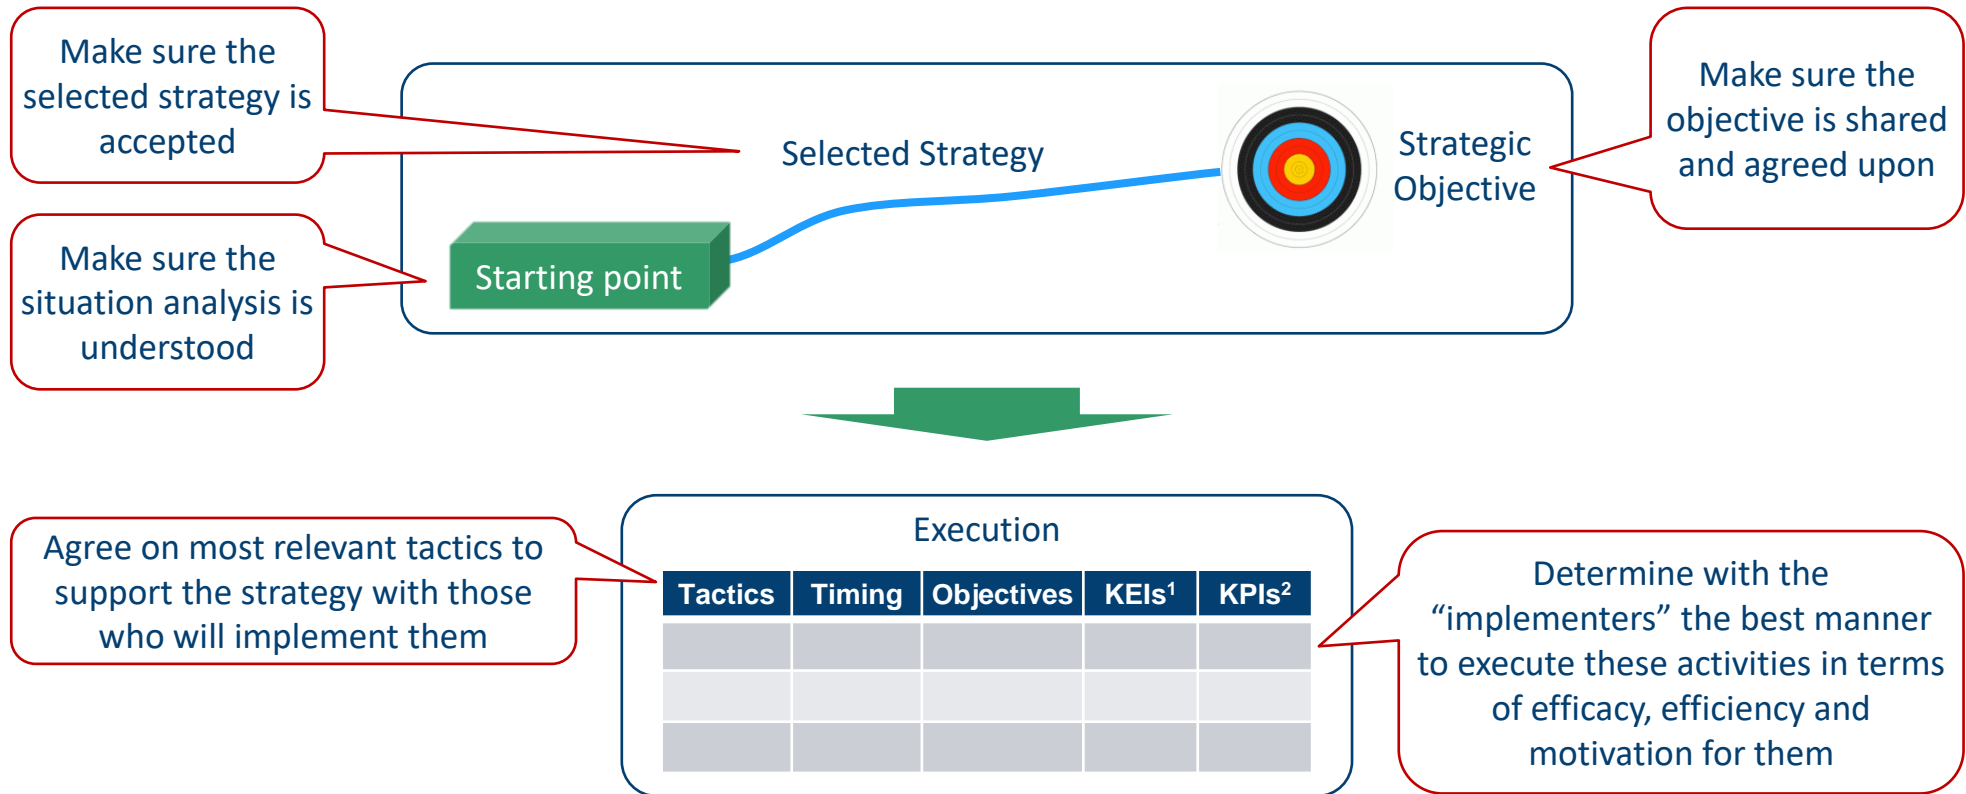 Make sure the
selected strategy is
accepted
Selected Strategy
Strategic
Objective
Make sure the
objective is shared
and agreed upon
Make sure the
situation analysis is
understood
Starting point
Execution
Agree on most relevant tactics to
support the strategy with those
who will implement them
Tactics Timing Objectives KEIs¹ KPIs²
Determine with the
“implementers” the best manner
to execute these activities in terms
of efficacy, efficiency and
motivation for them